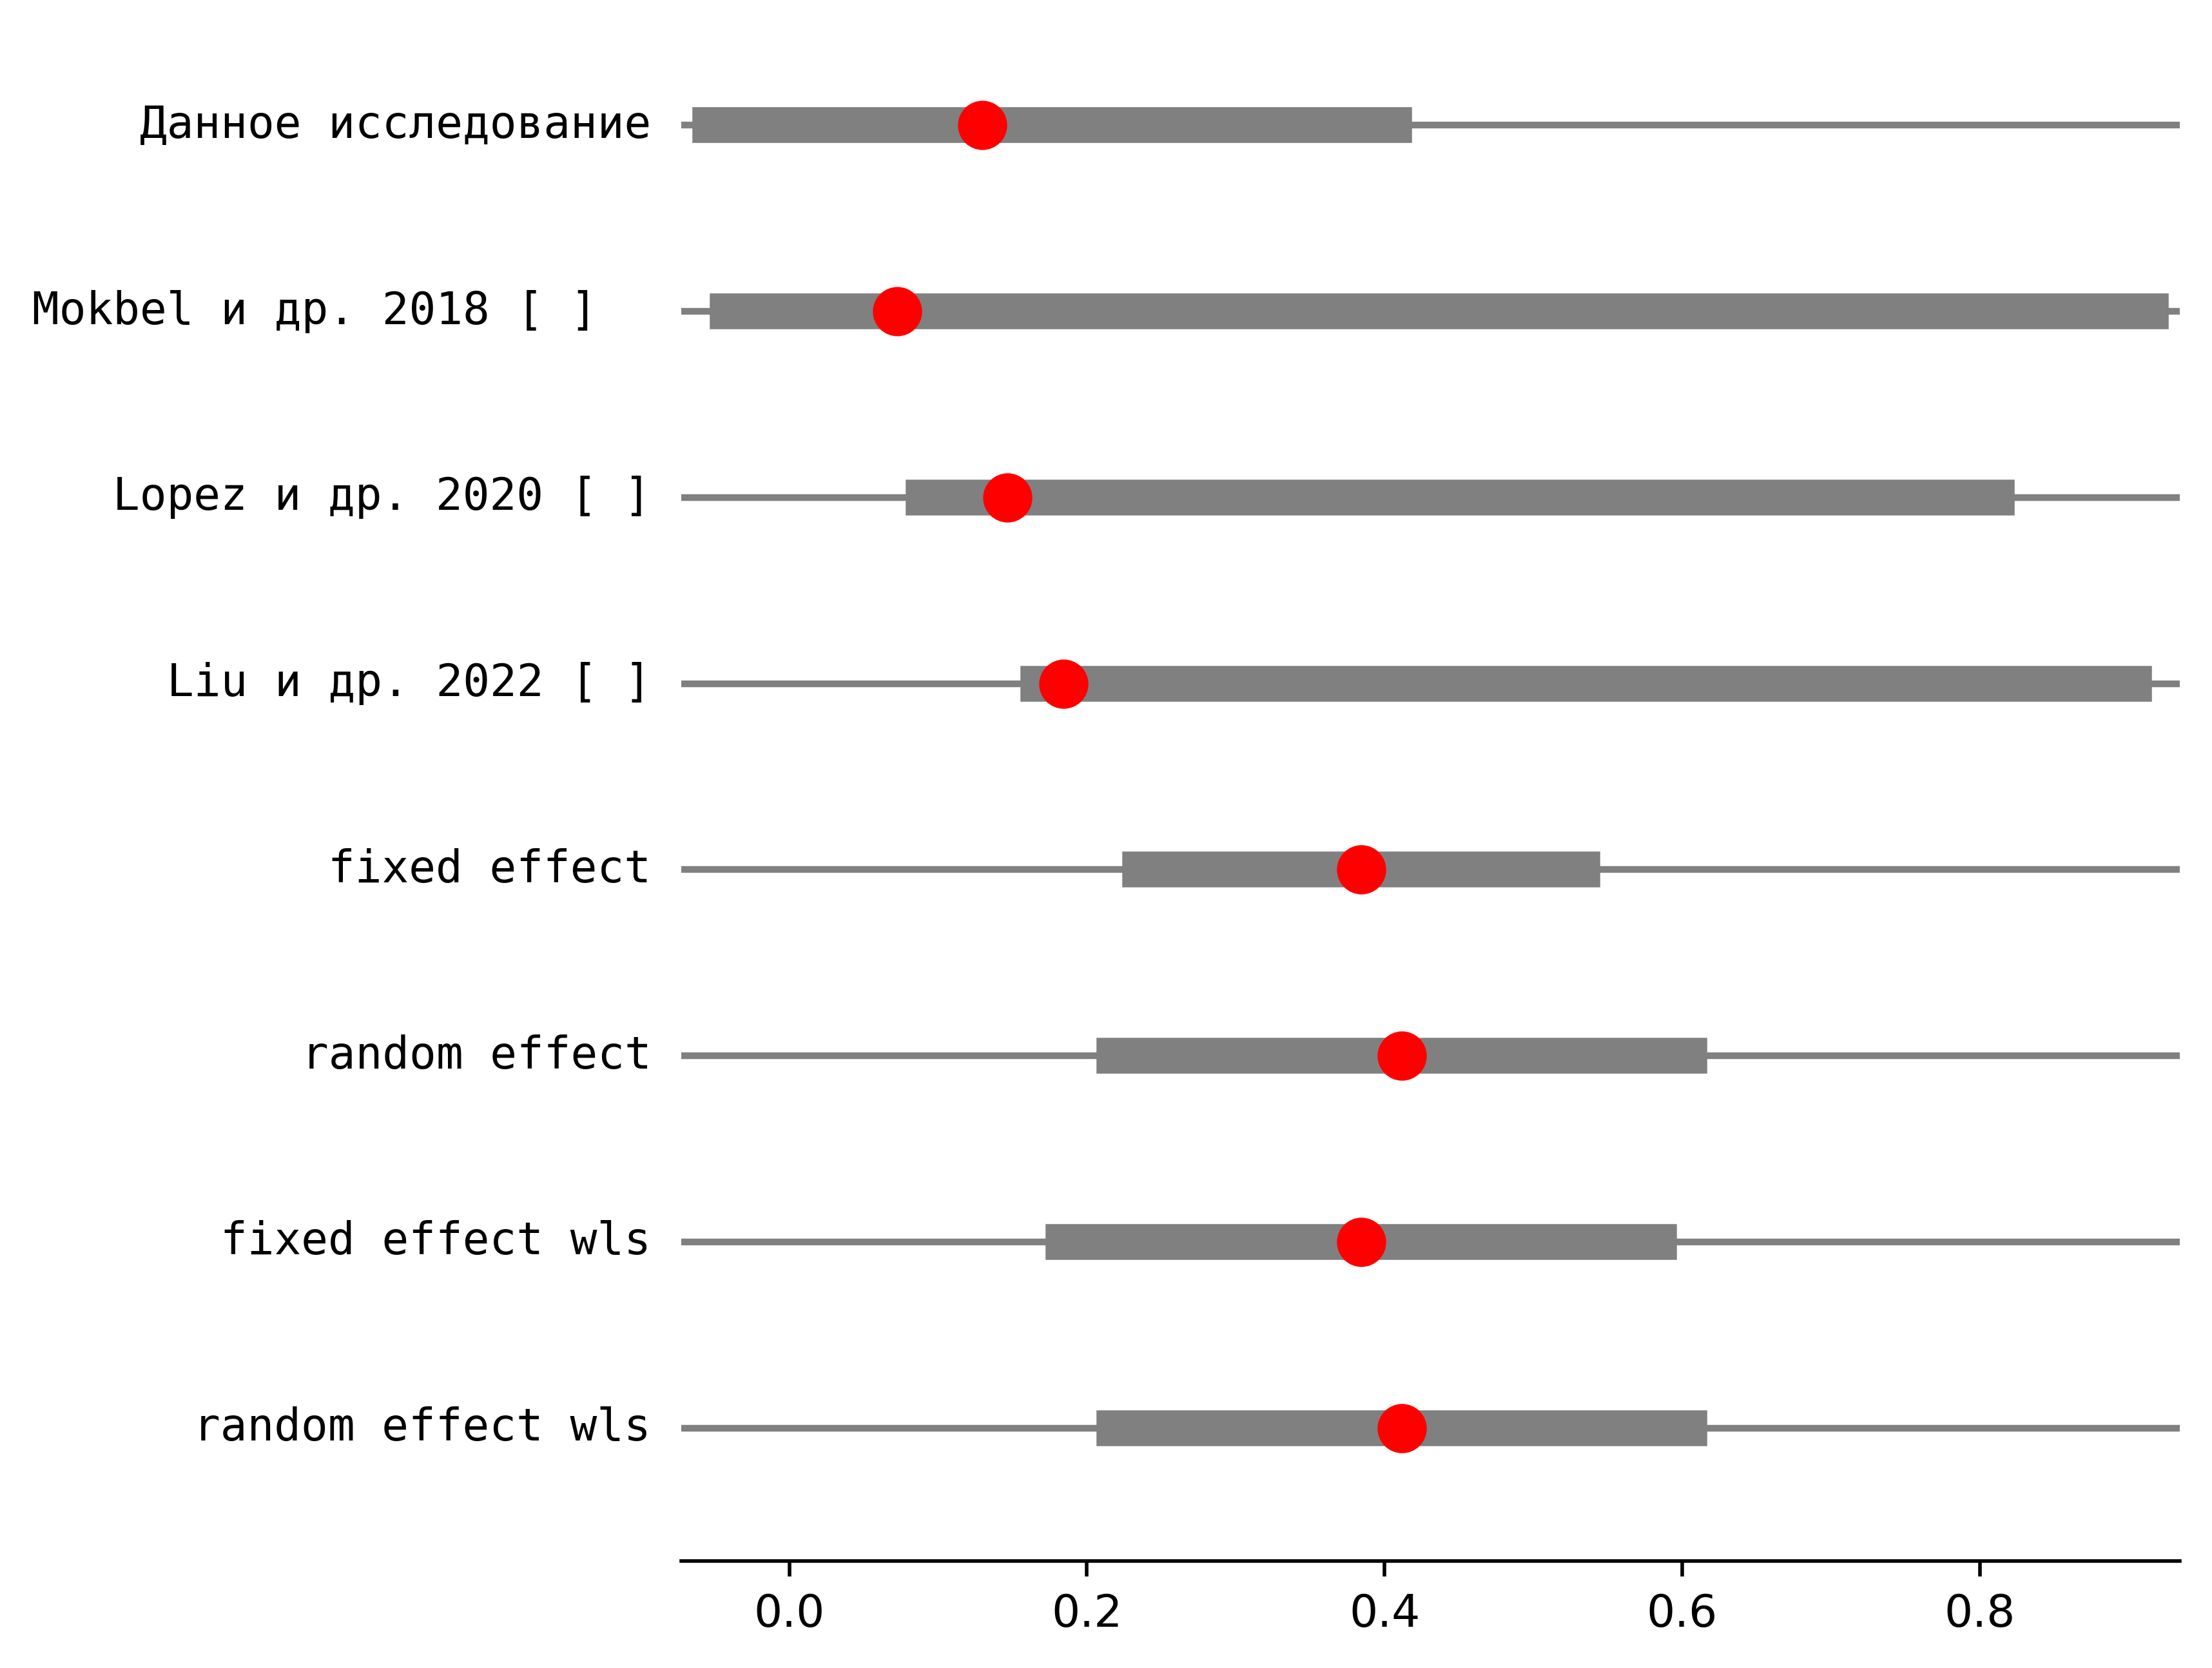 Данное исследование
Mokbel и др. 2018 [ ]
Lopez и др. 2020 [ ]
Liu и др. 2022 [ ]
fixed effect
random effect
fixed effect wls
random effect wls
0.0 0.2 0.4 0.6 0.8